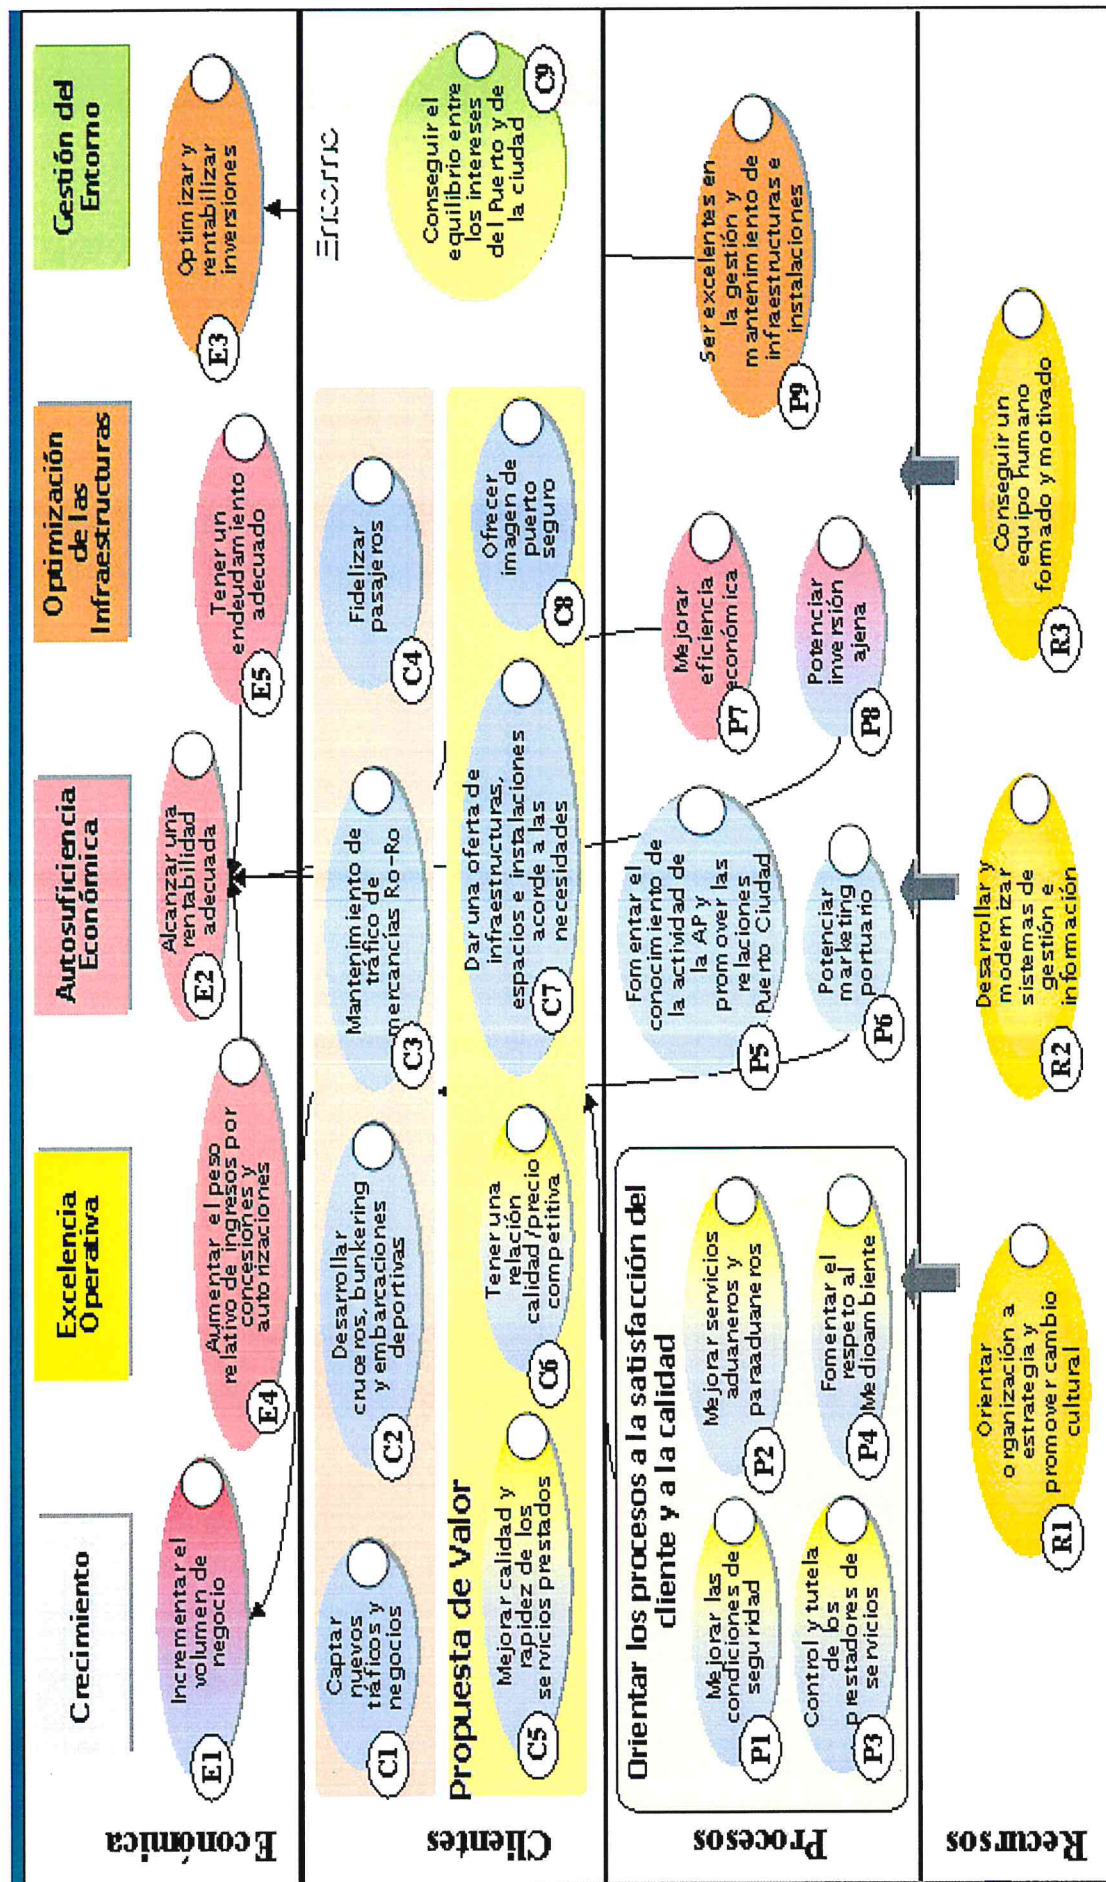 Crecimiento
Excelencia
Operativa
Autosuficiencia
Económica
Optimización
de las
Infraestructuras
Gestión del
Entorno
Económica
Incrementar el
volumen de
negocio
E1
Aumentar el peso
relativo de ingresos por
concesiones y
autorizaciones
E4
Alcanzar una
rentabilidad
adecuada
E2
Tener un
endeudamiento
adecuado
E5
Optimizar y
rentabilizar
inversiones
E3
Clientes
Captar
nuevos
tráficos y
negocios
C1
Desarrollar
cruceros, bunkering
y embarcaciones
deportivas
C2
Mantenimiento de
tráfico de
mercancías Ro-Ro
C3
Fidelizar
pasajeros
C4
Entorno
Propuesta de Valor
Mejorar calidad y
rapidez de los
servicios prestados
C5
Tener una
relación
calidad/precio
competitiva
C6
Dar una oferta de
infraestructuras,
espacios e instalaciones
acorde a las
necesidades
C7
Ofrecer
imagen de
puerto
seguro
C8
Conseguir el
equilibrio entre
los intereses
del Puerto y de
la ciudad
C9
Procesos
Orientar los procesos a la satisfacción del
cliente y a la calidad
Mejorar las
condiciones de
seguridad
P1
Mejorar servicios
aduaneros y
paraaduaneros
P2
Control y tutela
de los
prestadores de
servicios
P3
Fomentar el
respeto al
Medioambiente
P4
Fomentar el
conocimiento de
la actividad de
la AP y
promover las
relaciones
Puerto Ciudad
P5
Potenciar
marketing
portuario
P6
Mejorar
eficiencia
económica
P7
Potenciar
inversión
ajena
P8
Ser excelentes en
la gestión y
mantenimiento de
infraestructuras e
instalaciones
P9
Recursos
Orientar
organización a
estrategia y
promover cambio
cultural
R1
Desarrollar y
modernizar
sistemas de
gestión e
información
R2
Conseguir un
equipo humano
formado y motivado
R3